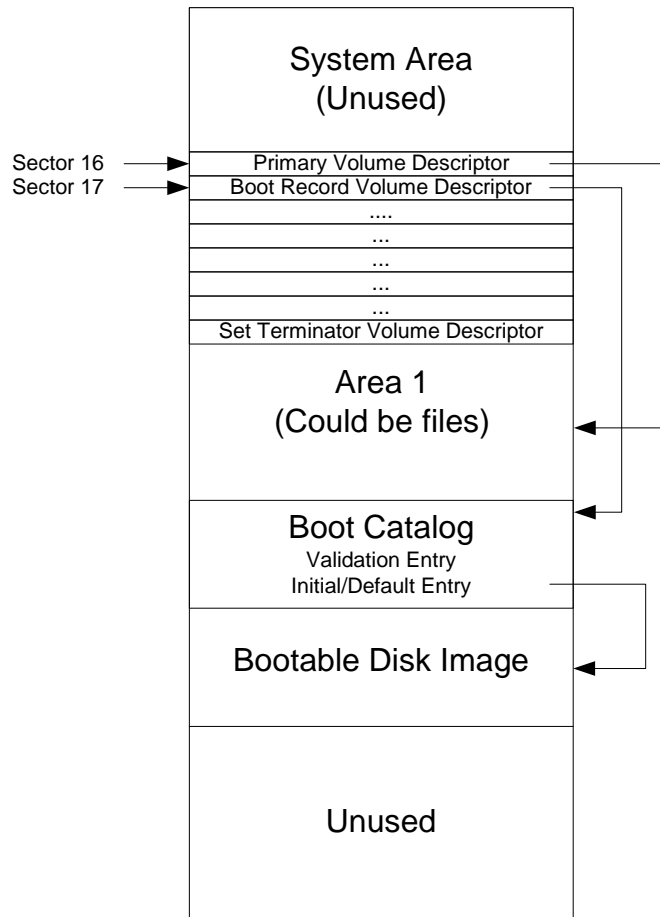 System Area
(Unused)
Sector 16
Primary Volume Descriptor
Sector 17
Boot Record Volume Descriptor
....
...
...
...
...
Set Terminator Volume Descriptor
Area 1
(Could be files)
Boot Catalog
Validation Entry
Initial/Default Entry
Bootable Disk Image
Unused